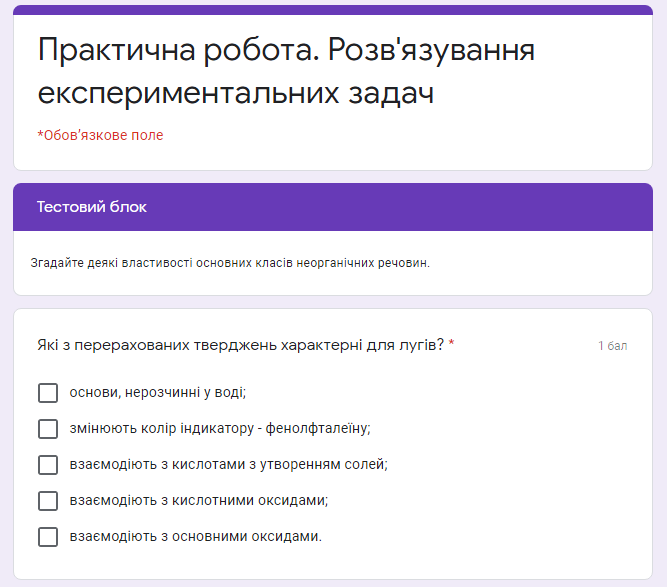 Практична робота. Розв'язування
експериментальних задач
*Обов’язкове поле
Тестовий блок
Згадайте деякі властивості основних класів неорганічних речовин.
Які з перерахованих тверджень характерні для лугів? *
1 бал
основи, нерозчинні у воді;
змінюють колір індикатору - фенолфталеїну;
взаємодіють з кислотами з утворенням солей;
взаємодіють з кислотними оксидами;
взаємодіють з основними оксидами.